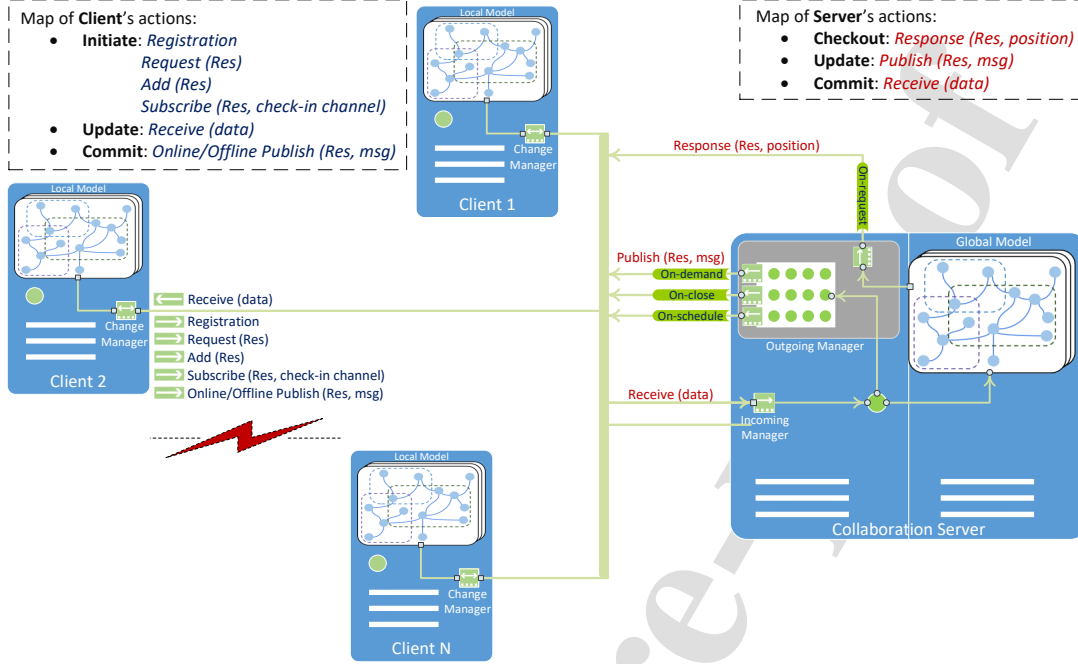 Map of Client's actions:
• Initiate: Registration
Request (Res)
Add (Res)
Subscribe (Res, check-in channel)
• Update: Receive (data)
• Commit: Online/Offline Publish (Res, msg)
Local Model
Change
Manager
Client 1
Map of Server's actions:
• Checkout: Response (Res, position)
• Update: Publish (Res, msg)
• Commit: Receive (data)
Local Model
Change
Manager
Client 2
Receive (data)
Registration
Request (Res)
Add (Res)
Subscribe (Res, check-in channel)
Online/Offline Publish (Res, msg)
Response (Res, position)
On-request
Publish (Res, msg)
On-demand
On-close
On-schedule
Outgoing Manager
Global Model
Receive (data)
Incoming
Manager
Collaboration Server
Local Model
Change
Manager
Client N